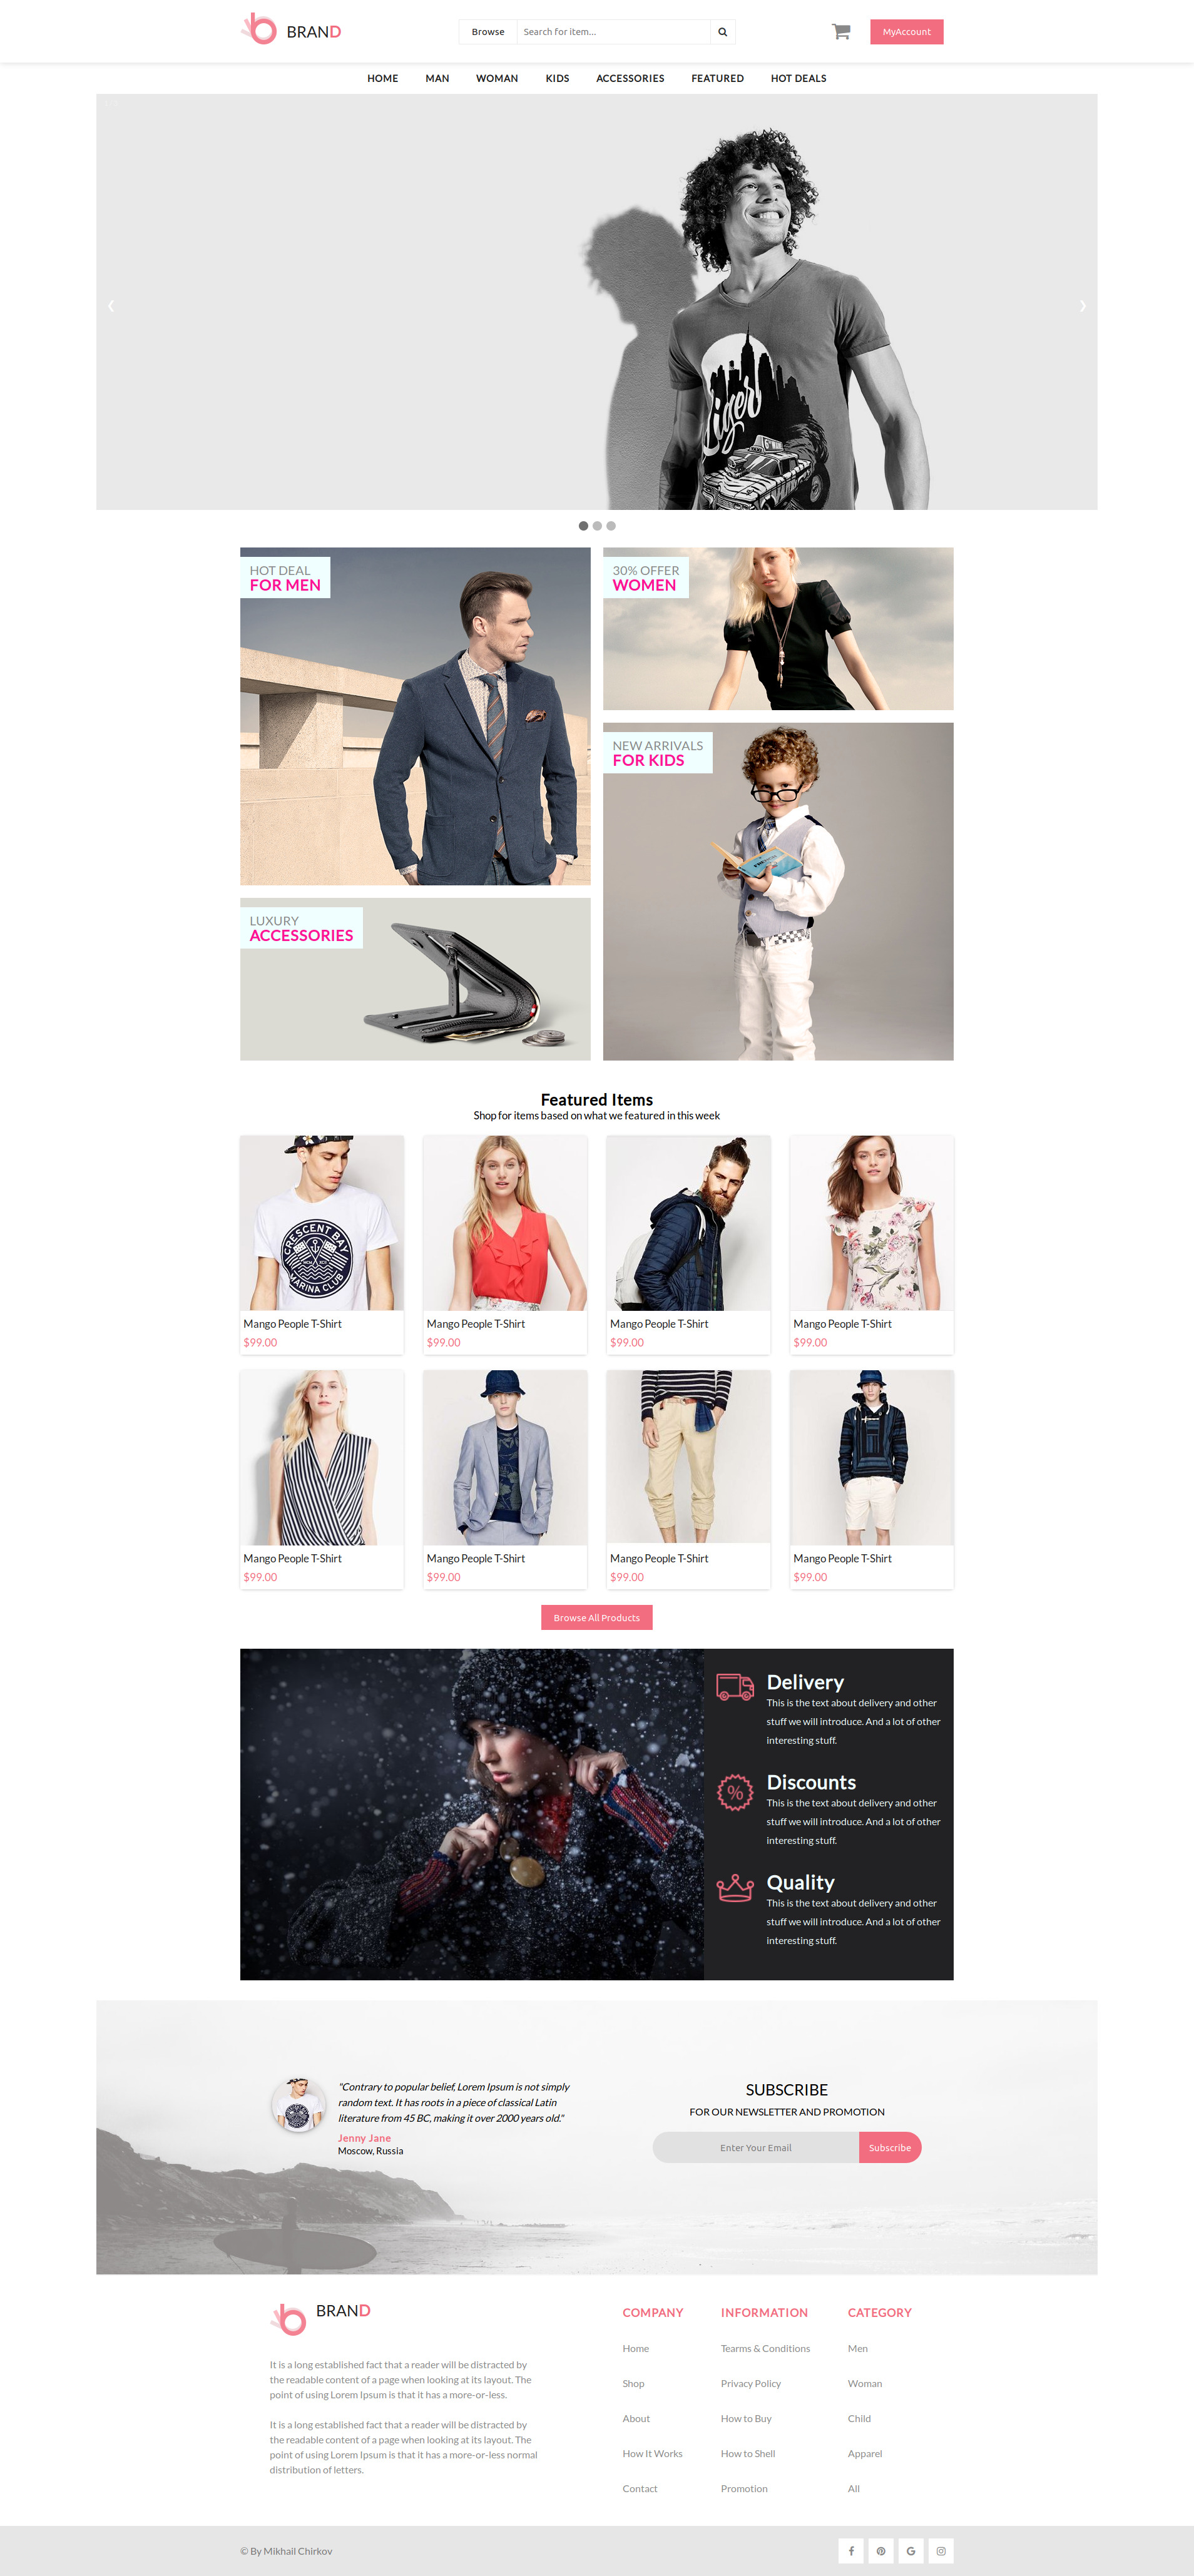 BRAND
Browse
Search for item...
MyAccount
HOME MAN WOMAN KIDS ACCESSORIES FEATURED HOT DEALS
Tiger
HOT DEAL
FOR MEN
30% OFFER
WOMEN
NEW ARRIVALS
FOR KIDS
LUXURY
ACCESSORIES
Featured Items
Shop for items based on what we featured in this week
CRESCENT BAY
MARINA CLUB
Mango People T-Shirt
$99.00
Mango People T-Shirt
$99.00
Mango People T-Shirt
$99.00
Mango People T-Shirt
$99.00
Mango People T-Shirt
$99.00
Mango People T-Shirt
$99.00
Mango People T-Shirt
$99.00
Mango People T-Shirt
$99.00
Browse All Products
Delivery
This is the text about delivery and other
stuff we will introduce. And a lot of other
interesting stuff.
%
Discounts
This is the text about delivery and other
stuff we will introduce. And a lot of other
interesting stuff.
Quality
This is the text about delivery and other
stuff we will introduce. And a lot of other
interesting stuff.
"Contrary to popular belief, Lorem Ipsum is not simply
random text. It has roots in a piece of classical Latin
literature from 45 BC, making it over 2000 years old."
Jenny Jane
Moscow, Russia
SUBSCRIBE
FOR OUR NEWSLETTER AND PROMOTION
Enter Your Email
Subscribe
BRAND
It is a long established fact that a reader will be distracted by
the readable content of a page when looking at its layout. The
point of using Lorem Ipsum is that it has a more-or-less.
It is a long established fact that a reader will be distracted by
the readable content of a page when looking at its layout. The
point of using Lorem Ipsum is that it has a more-or-less normal
distribution of letters.
COMPANY
Home
Shop
About
How It Works
Contact
INFORMATION
Tearms & Conditions
Privacy Policy
How to Buy
How to Shell
Promotion
CATEGORY
Men
Woman
Child
Apparel
All
© By Mikhail Chirkov